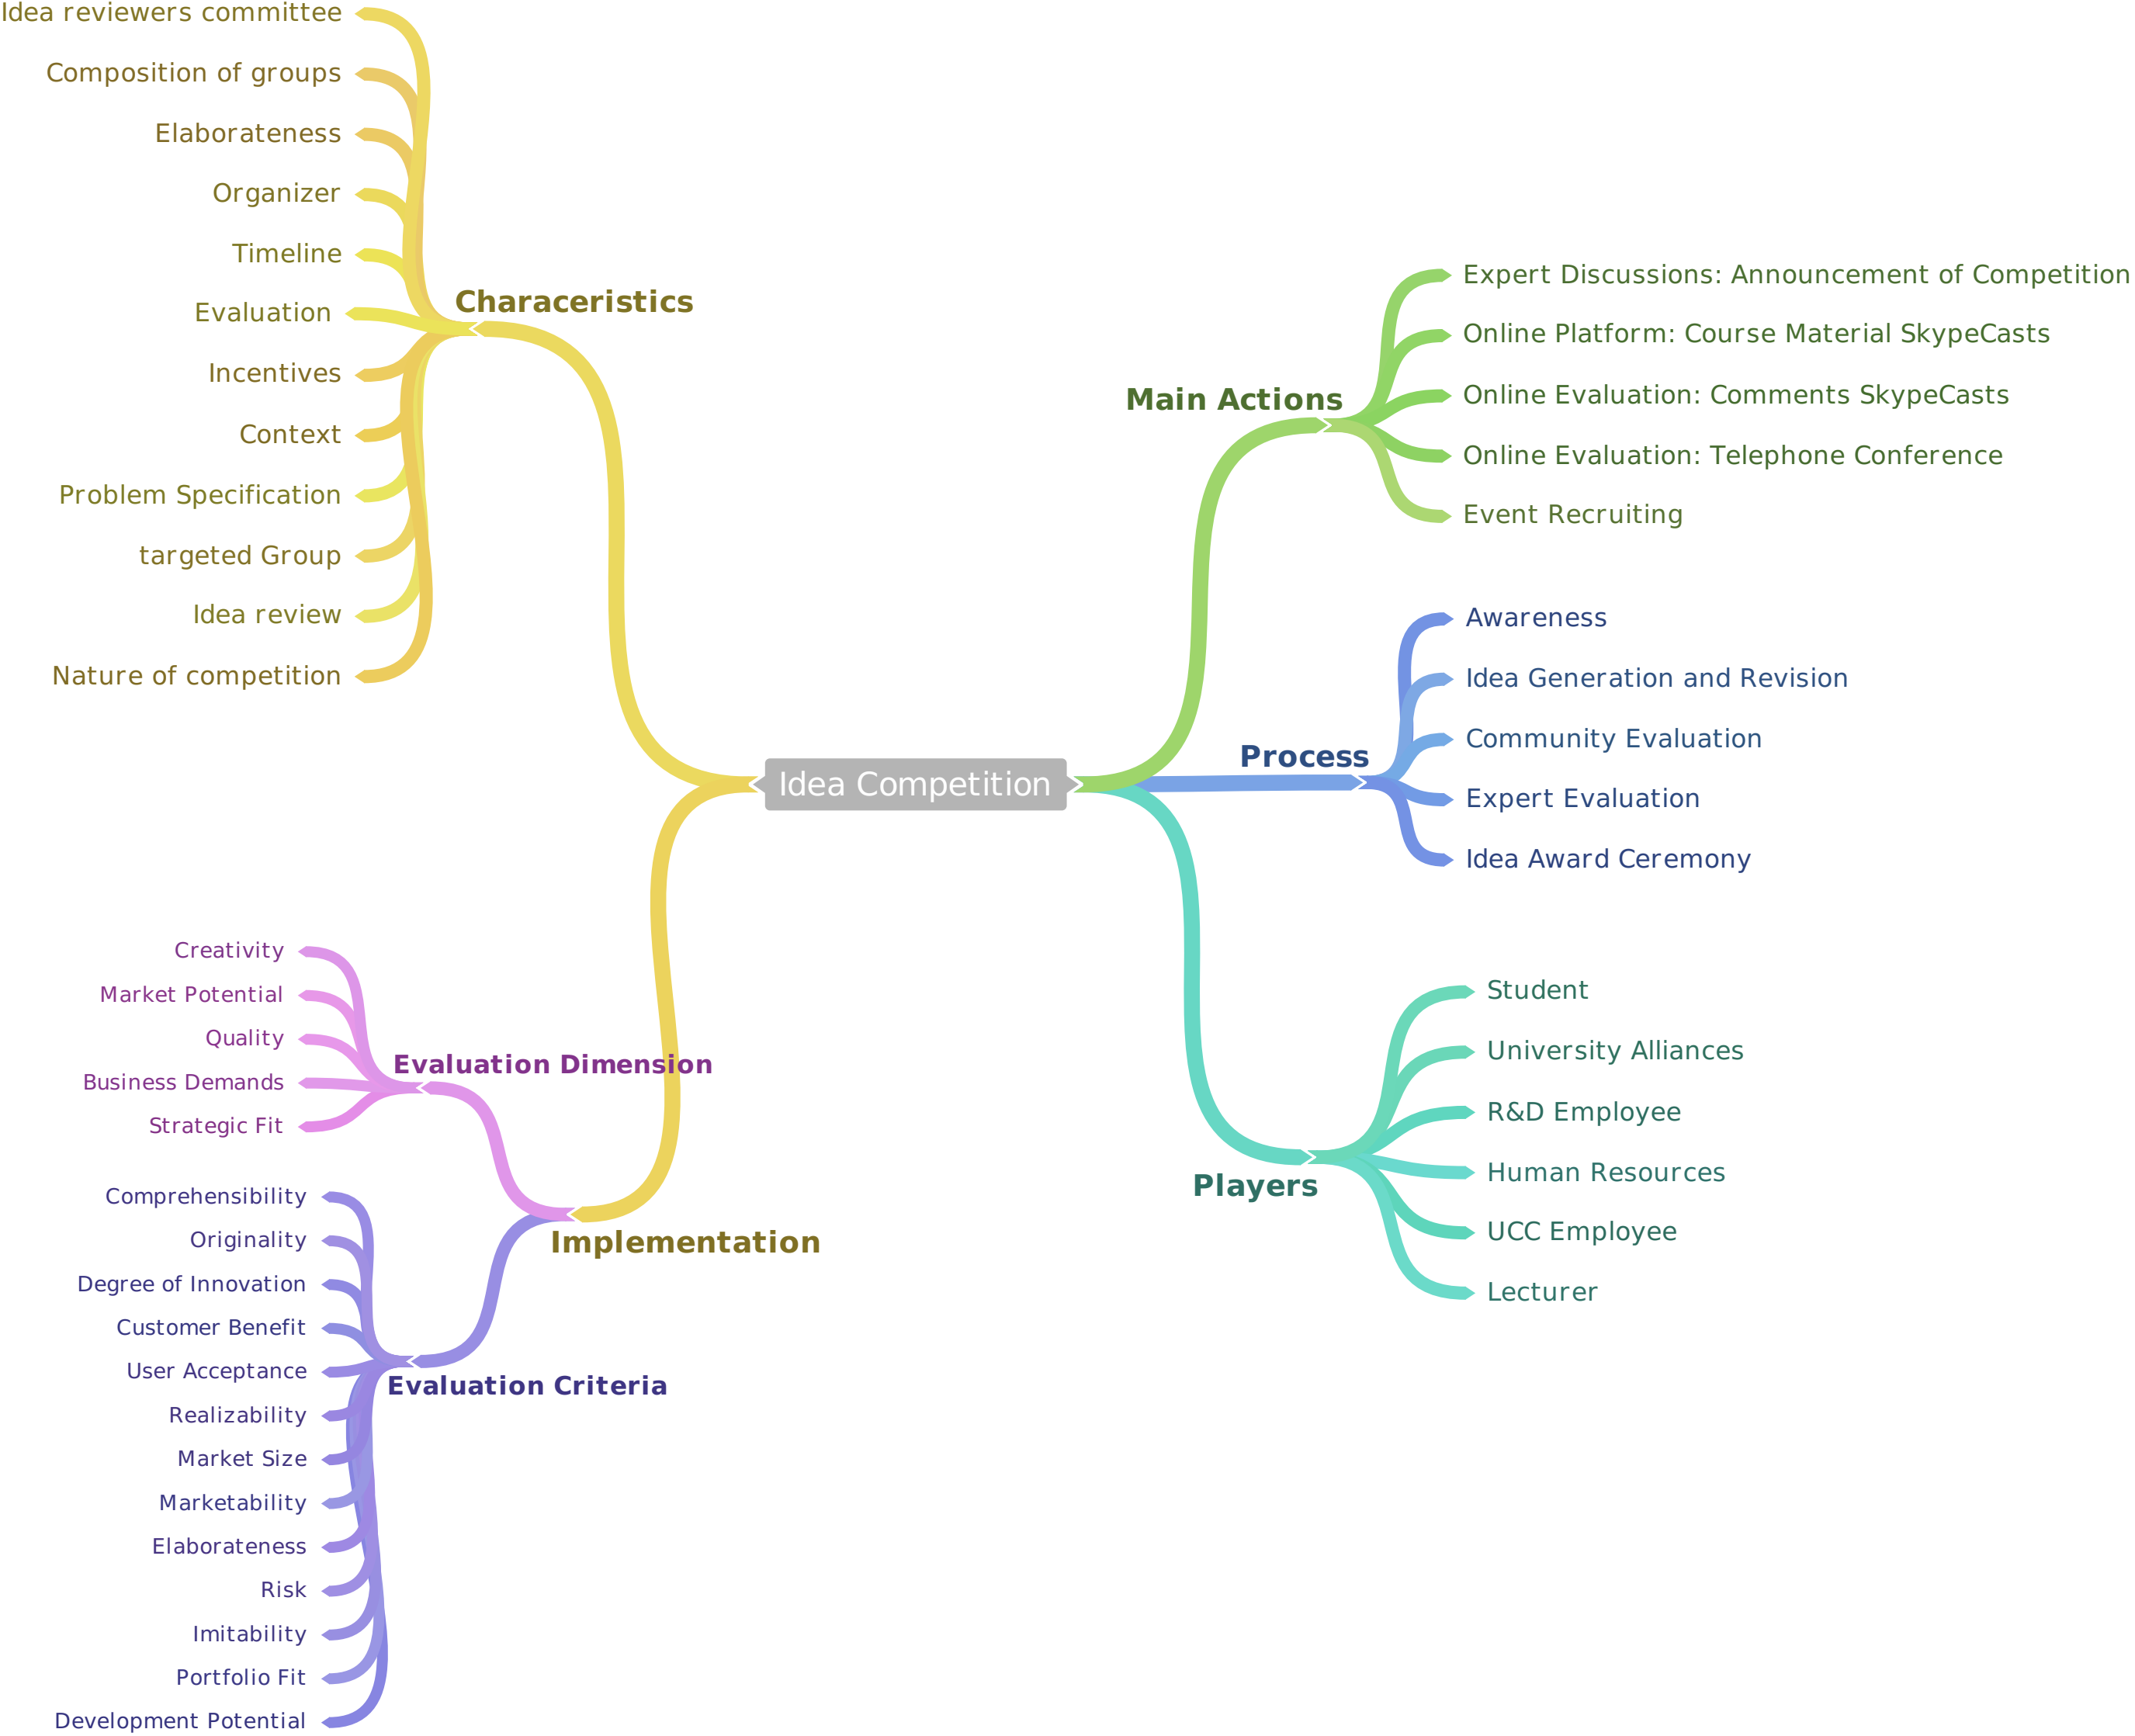 Idea Competition
Characeristics
Idea reviewers committee
Composition of groups
Elaborateness
Organizer
Timeline
Evaluation
Incentives
Context
Problem Specification
targeted Group
Idea review
Nature of competition
Implementation
Evaluation Dimension
Creativity
Market Potential
Quality
Business Demands
Strategic Fit
Evaluation Criteria
Comprehensibility
Originality
Degree of Innovation
Customer Benefit
User Acceptance
Realizability
Market Size
Marketability
Elaborateness
Risk
Imitability
Portfolio Fit
Development Potential
Main Actions
Expert Discussions: Announcement of Competition
Online Platform: Course Material SkypeCasts
Online Evaluation: Comments SkypeCasts
Online Evaluation: Telephone Conference
Event Recruiting
Process
Awareness
Idea Generation and Revision
Community Evaluation
Expert Evaluation
Idea Award Ceremony
Players
Student
University Alliances
R&D Employee
Human Resources
UCC Employee
Lecturer